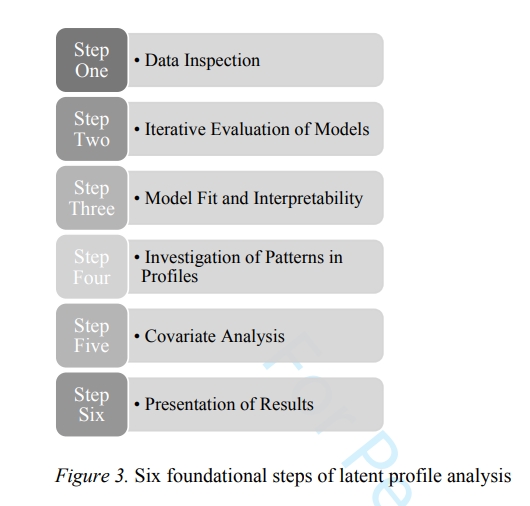 Step
One
• Data Inspection
Step
Two
• Iterative Evaluation of Models
Step
Three
• Model Fit and Interpretability
Step
Four
• Investigation of Patterns in
Profiles
Step
Five
• Covariate Analysis
Step
Six
• Presentation of Results
For Pe
Figure 3. Six foundational steps of latent profile analysis